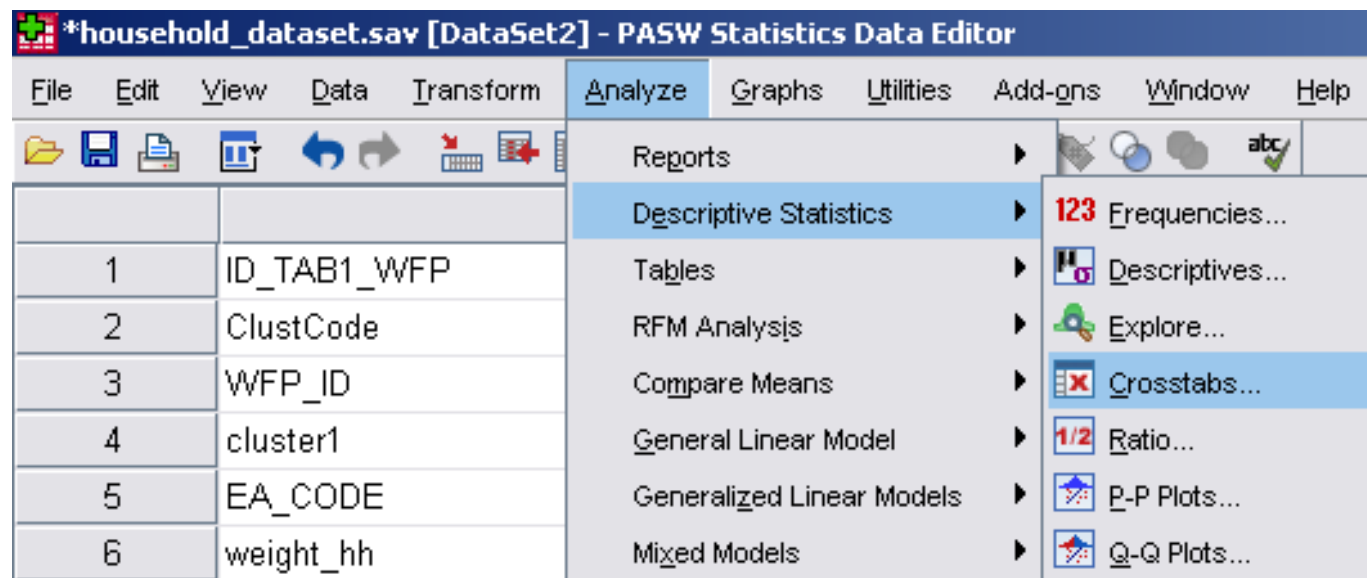 *household_dataset.sav [DataSet2] - PASW Statistics Data Editor
File Edit View Data Transform Analyze Graphs Utilities Add-ons Window Help
abc
Reports
Descriptive Statistics
123 Frequencies...
1 ID_TAB1_WFP
Tables
μ σ Descriptives...
2 ClustCode
RFM Analysis
Explore...
3 WFP_ID
Compare Means
Crosstabs...
4 cluster1
General Linear Model
1/2 Ratio...
5 EA_CODE
Generalized Linear Models
P-P Plots...
6 weight_hh
Mixed Models
Q-Q Plots...